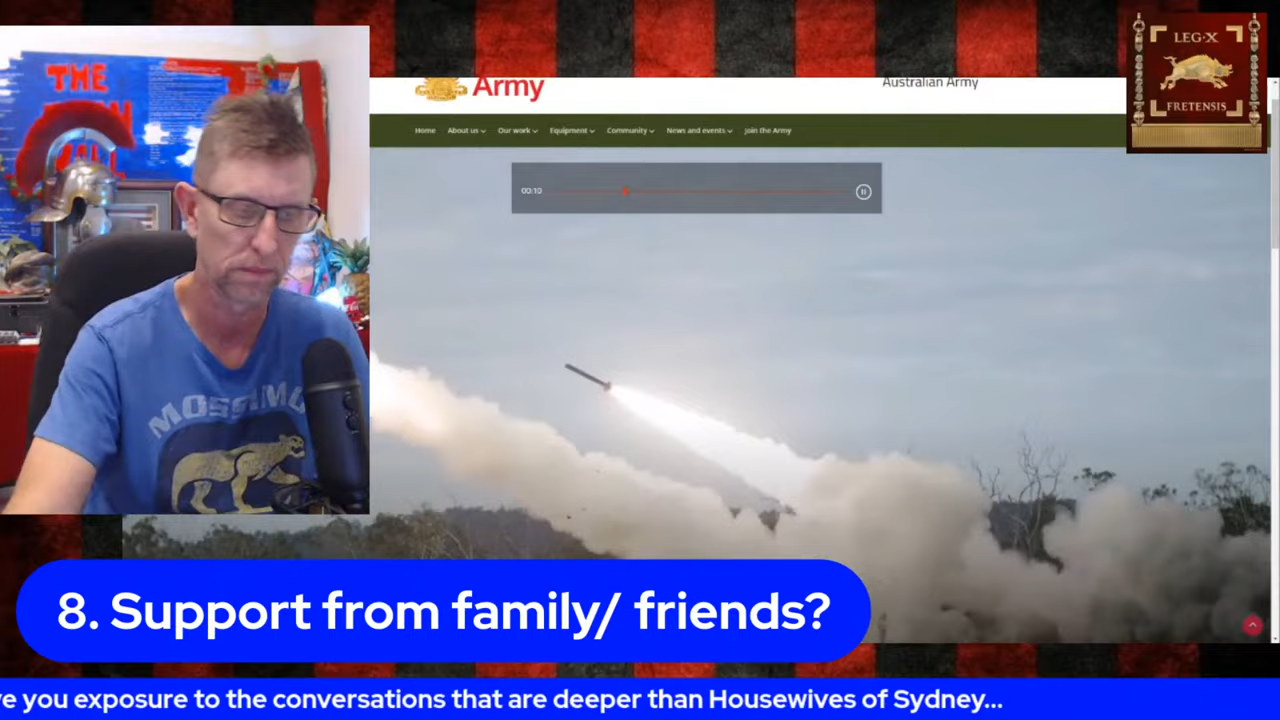 THE
Army
Australian Army
Home About us Our work Equipment Community News and events Join the Army
00:10
LEG·X
FRETENSIS
MOSSIMO
8. Support from family/ friends?
ve you exposure to the conversations that are deeper than Housewives of Sydney...